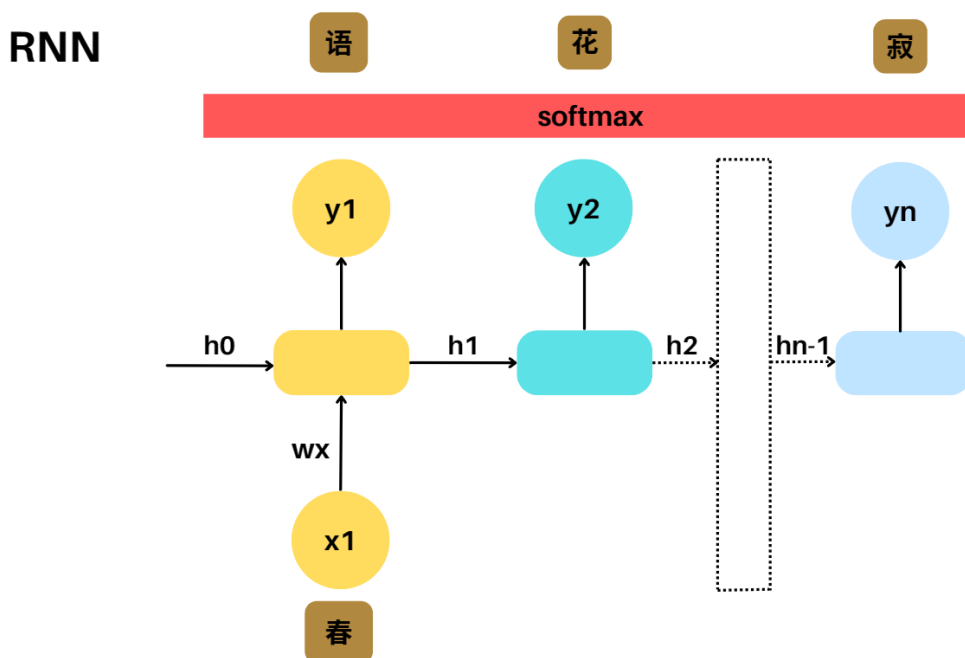 RNN
语 花 寂
softmax
y1 y2 yn
h0 h1 h2 hn-1
wx
x1
春